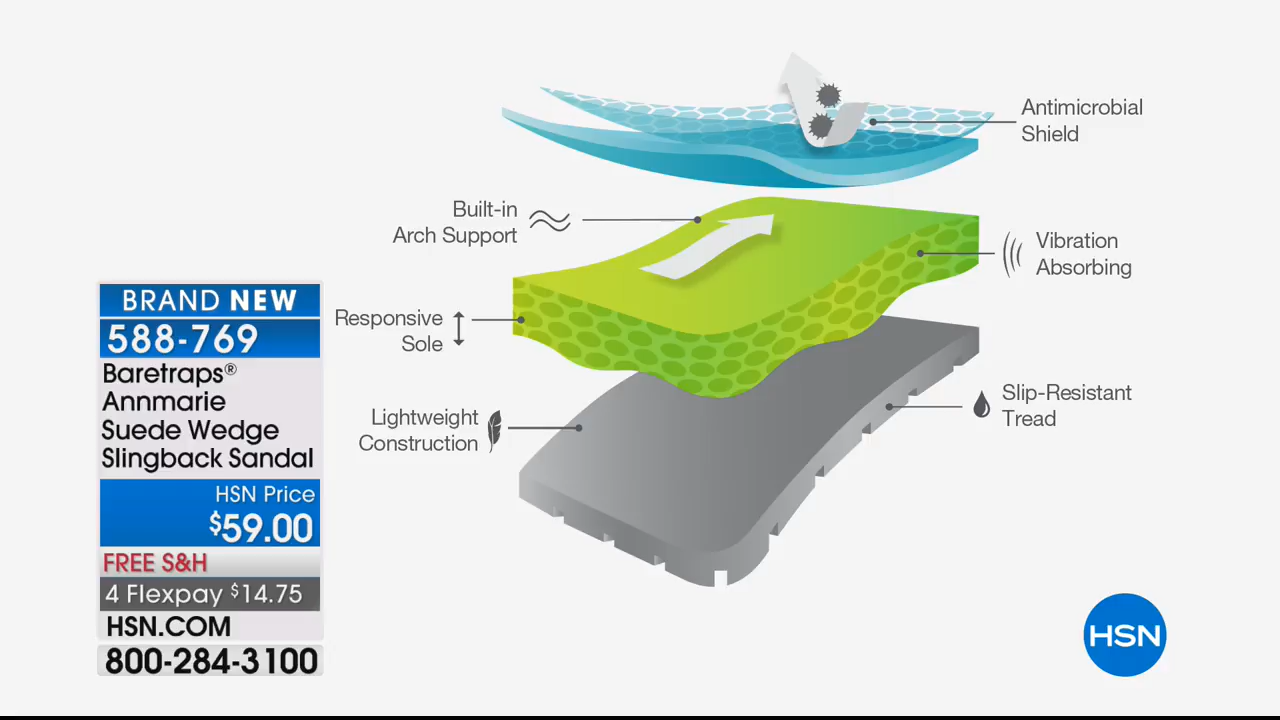 Antimicrobial
Shield
Built-in
Arch Support
Vibration
Absorbing
Responsive
Sole
Slip-Resistant
Tread
Lightweight
Construction
BRAND NEW
588-769
Baretraps®
Annmarie
Suede Wedge
Slingback Sandal
HSN Price
$59.00
FREE S&H
4 Flexpay $14.75
HSN.COM
800-284-3100
HSN